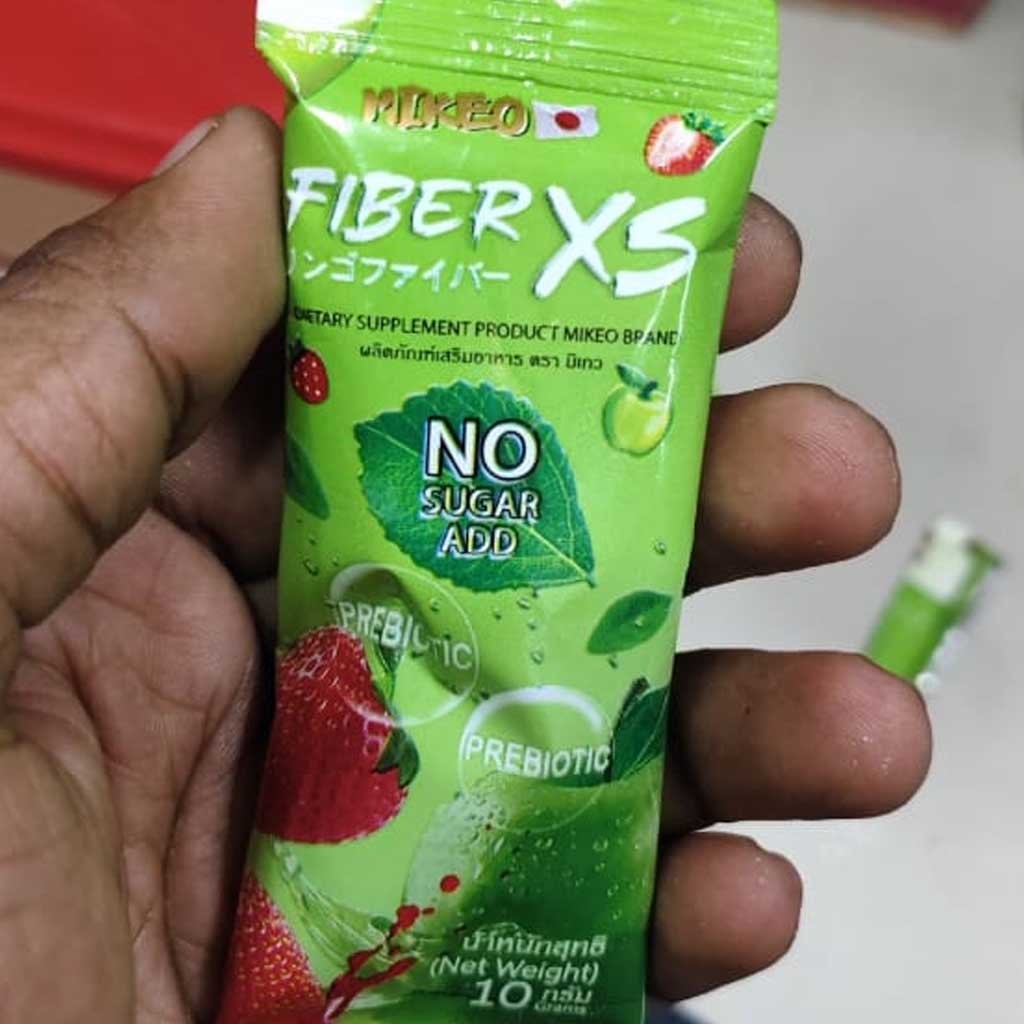 MIKEO
FIBER XS
リンゴファイバー
DIETARY SUPPLEMENT PRODUCT MIKEO BRAND
ผลิตภัณฑ์เสริมอาหาร ตรา มิเกว
NO
SUGAR
ADD
PREBIOTIC
PREBIOTIC
น้ำหนักสุทธิ
(Net Weight)
10 กรัม
Grams